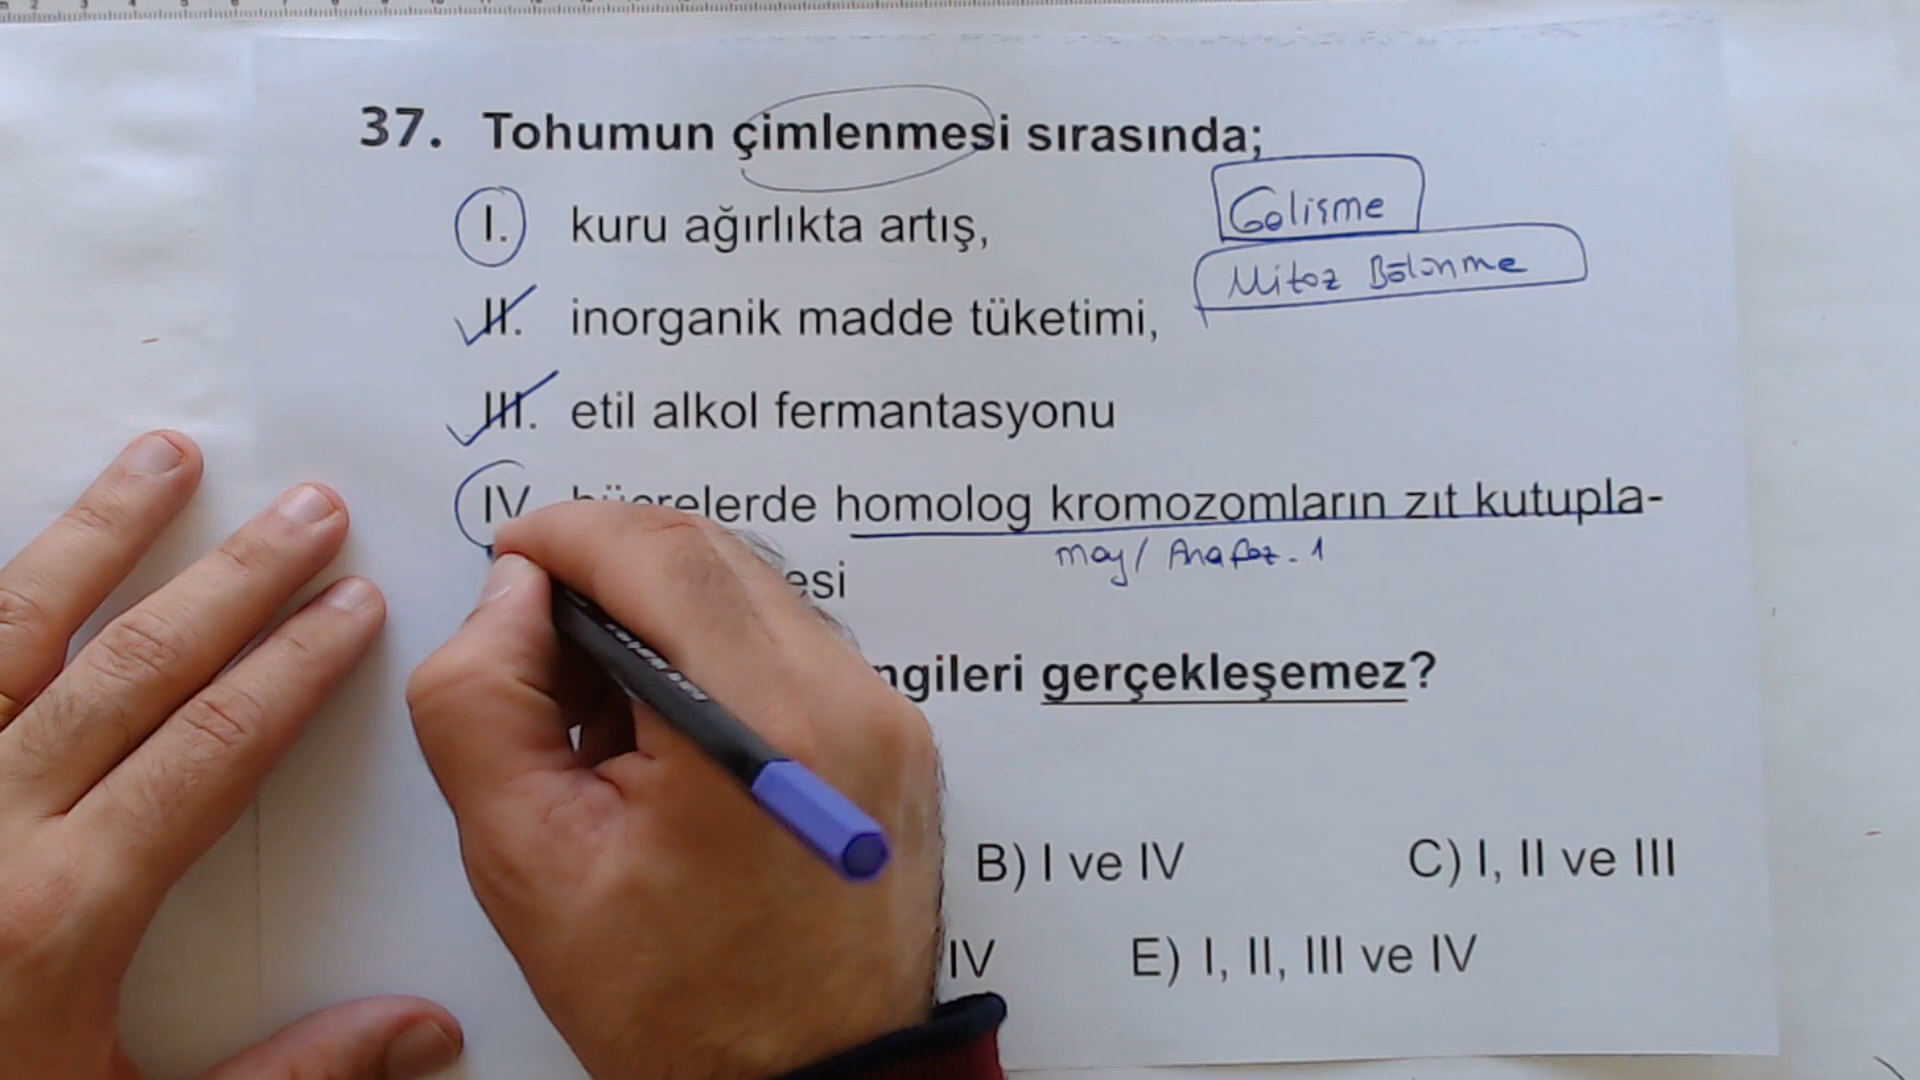 37. Tohumun çimlenmesi sırasında;
I. kuru ağırlıkta artış,
Gelişme
Mitoz Bölünme
II. inorganik madde tüketimi,
III. etil alkol fermantasyonu
IV hücrelerde homolog kromozomların zıt kutupla-
may/ Anafaz-1
esi
ngileri gerçekleşemez?
B) I ve IV
C) I, II ve III
IV
E) I, II, III ve IV